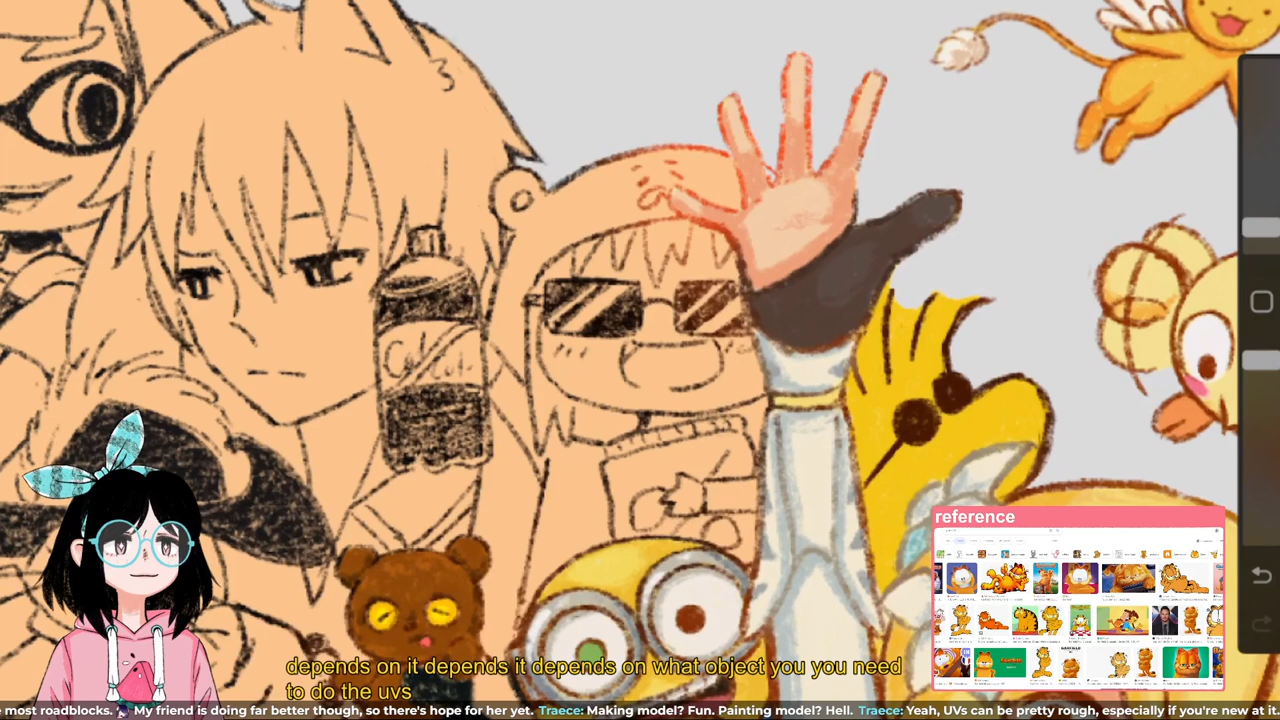 reference
depends on it depends it depends on what object you you need
to do the uvs
e most roadblocks. My friend is doing far better though, so there's hope for her yet. Traece: Making model? Fun. Painting model? Hell. Traece: Yeah, UVs can be pretty rough, especially if you're new at it.